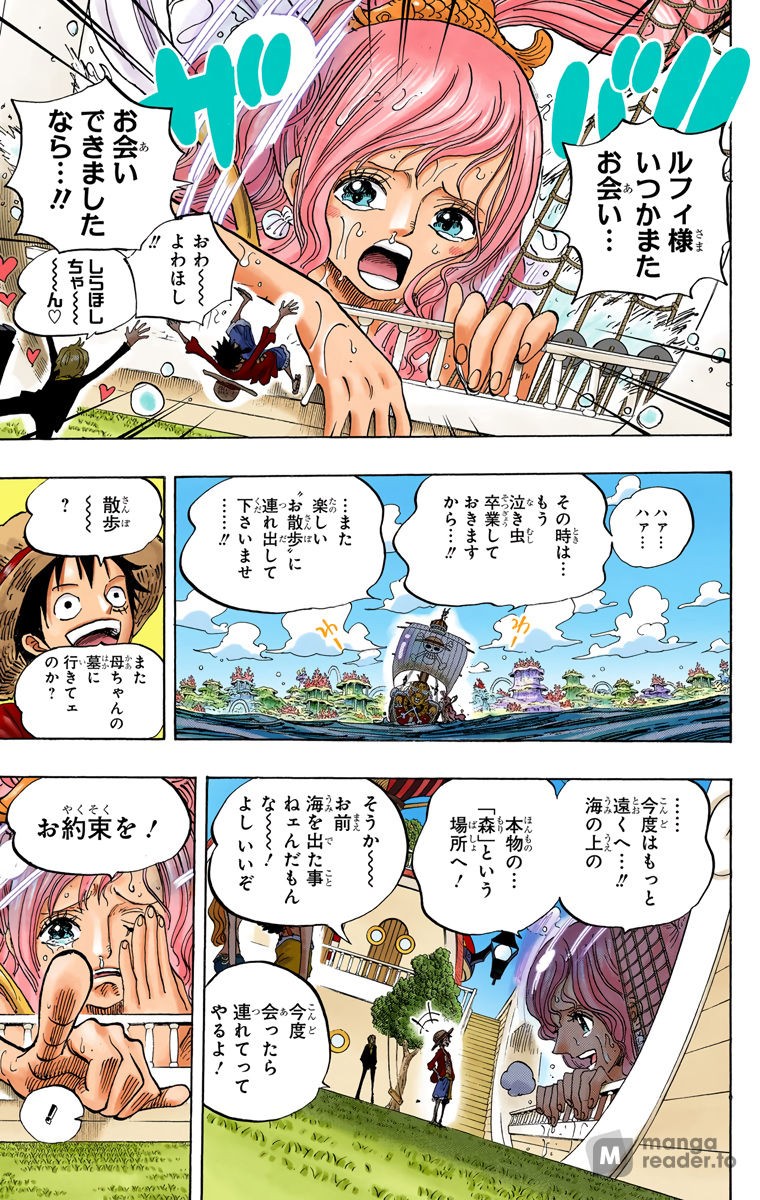 ルフィ様
いつかまた
お会い…
バッ
ザ
お会い
できました
なら…!!
おわ〜〜〜
よわほし
!!
しらほし
ちゃ〜〜
〜〜ん♡
ハァ…
ハァ…
その時は…
もう
泣き虫
卒業して
おきます
から…!!
…また
楽しい
〝お散歩〟に
連れ出して
下さいませ
……!!
わー
わー
散歩
〜〜〜
?
また
母ちゃんの
墓に
行きてェ
のか?
……
今度はもっと
遠くへ…!!
海の上の
本物の…
「森」という
場所へ!
そうか〜〜〜
お前
海を出た事
ねェんだもん
な〜〜〜!
よしいいぞ
今度
会ったら
連れてって
やるよ!
お約束を!
!
M manga
reader.to